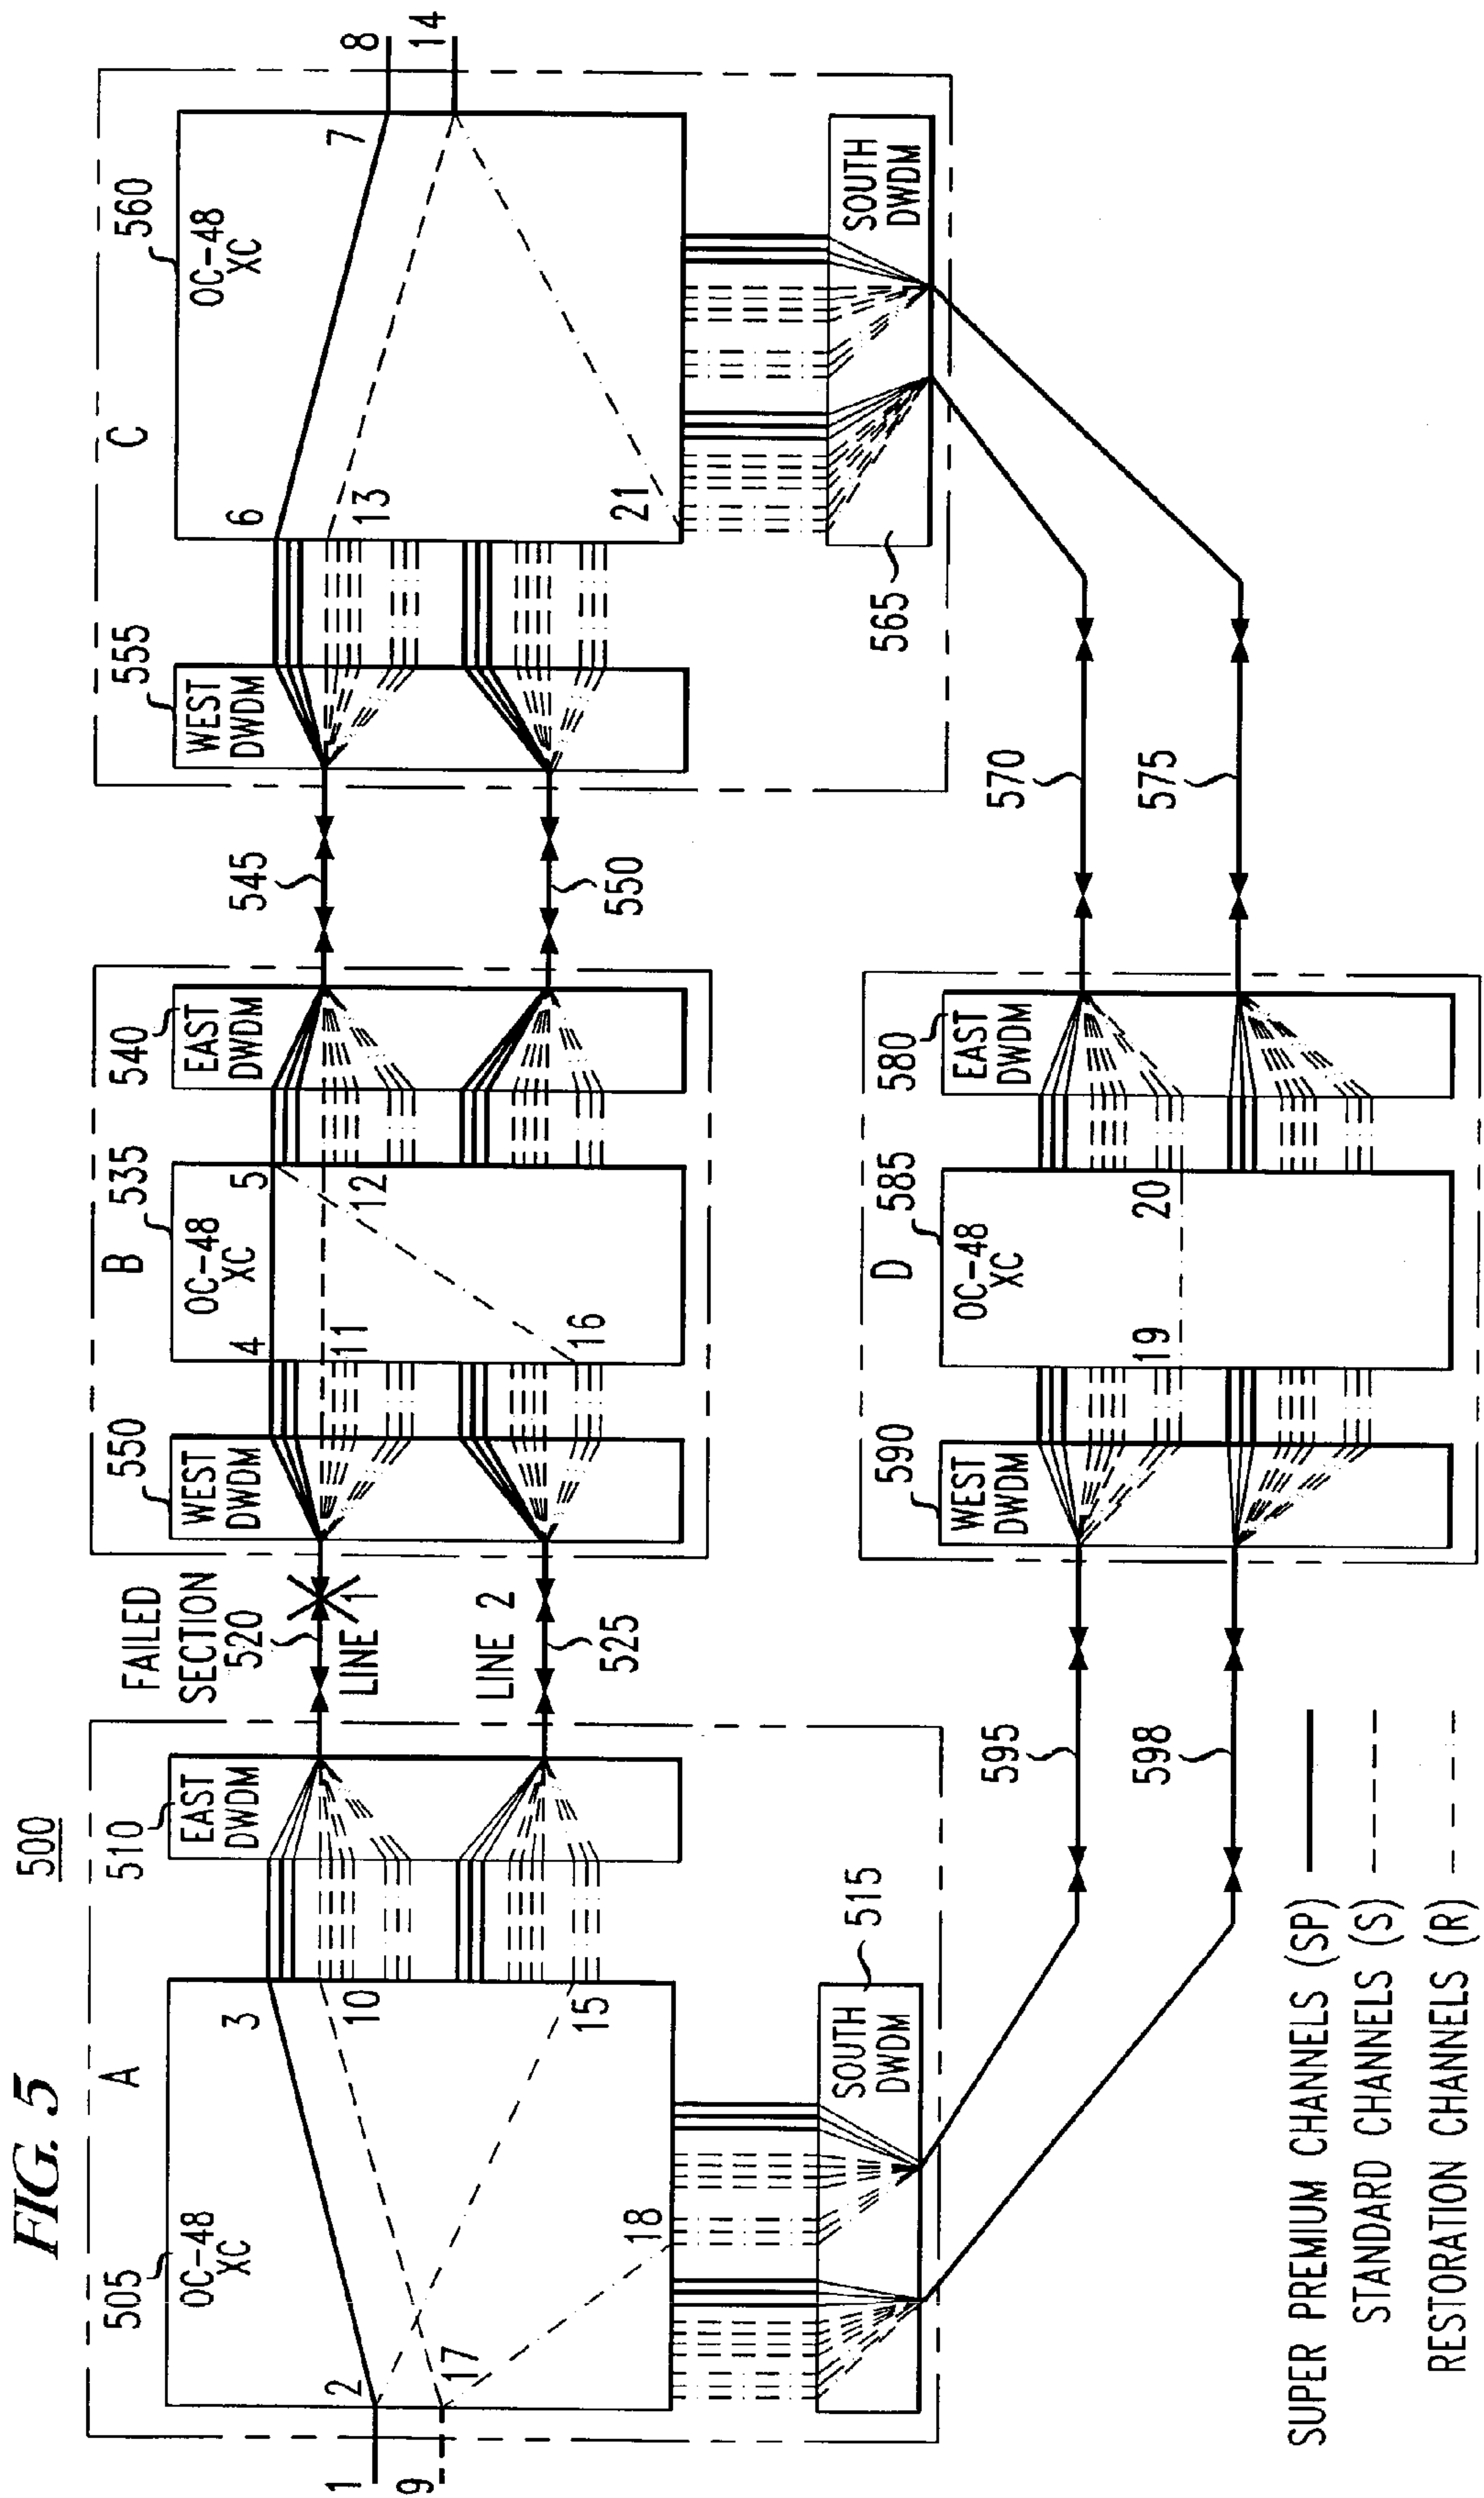 FIG. 5
500
A
505
OC-48
XC
1
2
3
9
10
15
17
18
510
EAST
DWDM
515
SOUTH
DWDM
FAILED
SECTION
520
LINE 1
LINE 2
525
B
550
WEST
DWDM
535
OC-48
XC
4
5
11
12
16
540
EAST
DWDM
545
550
C
555
WEST
DWDM
560
OC-48
XC
6
7
8
13
14
21
565
SOUTH
DWDM
570
575
D
590
WEST
DWDM
585
OC-48
XC
19
20
580
EAST
DWDM
595
598
SUPER PREMIUM CHANNELS (SP)
STANDARD CHANNELS (S)
RESTORATION CHANNELS (R)